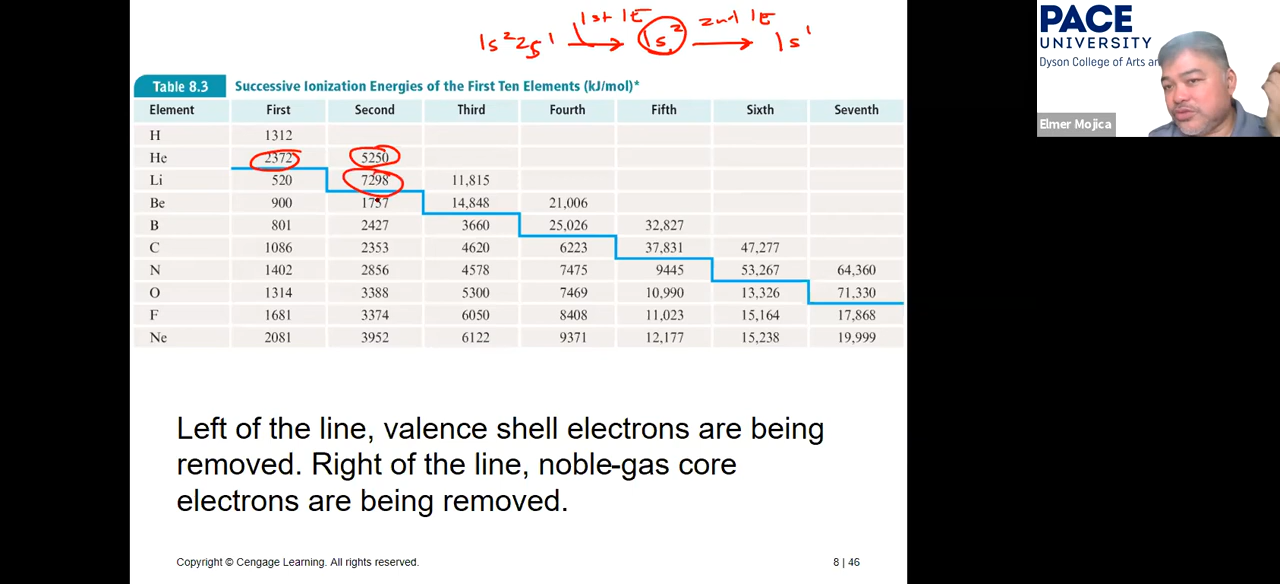 1st IE 2nd IE
1s² 2s¹ → 1s² → 1s¹
PACE
UNIVERSITY
Dyson College of Arts an
Elmer Mojica
Table 8.3 Successive Ionization Energies of the First Ten Elements (kJ/mol)*
Element First Second Third Fourth Fifth Sixth Seventh
H 1312
He 2372 5250
Li 520 7298 11,815
Be 900 1757 14,848 21,006
B 801 2427 3660 25,026 32,827
C 1086 2353 4620 6223 37,831 47,277
N 1402 2856 4578 7475 9445 53,267 64,360
O 1314 3388 5300 7469 10,990 13,326 71,330
F 1681 3374 6050 8408 11,023 15,164 17,868
Ne 2081 3952 6122 9371 12,177 15,238 19,999
Left of the line, valence shell electrons are being
removed. Right of the line, noble-gas core
electrons are being removed.
Copyright © Cengage Learning. All rights reserved. 8 | 46